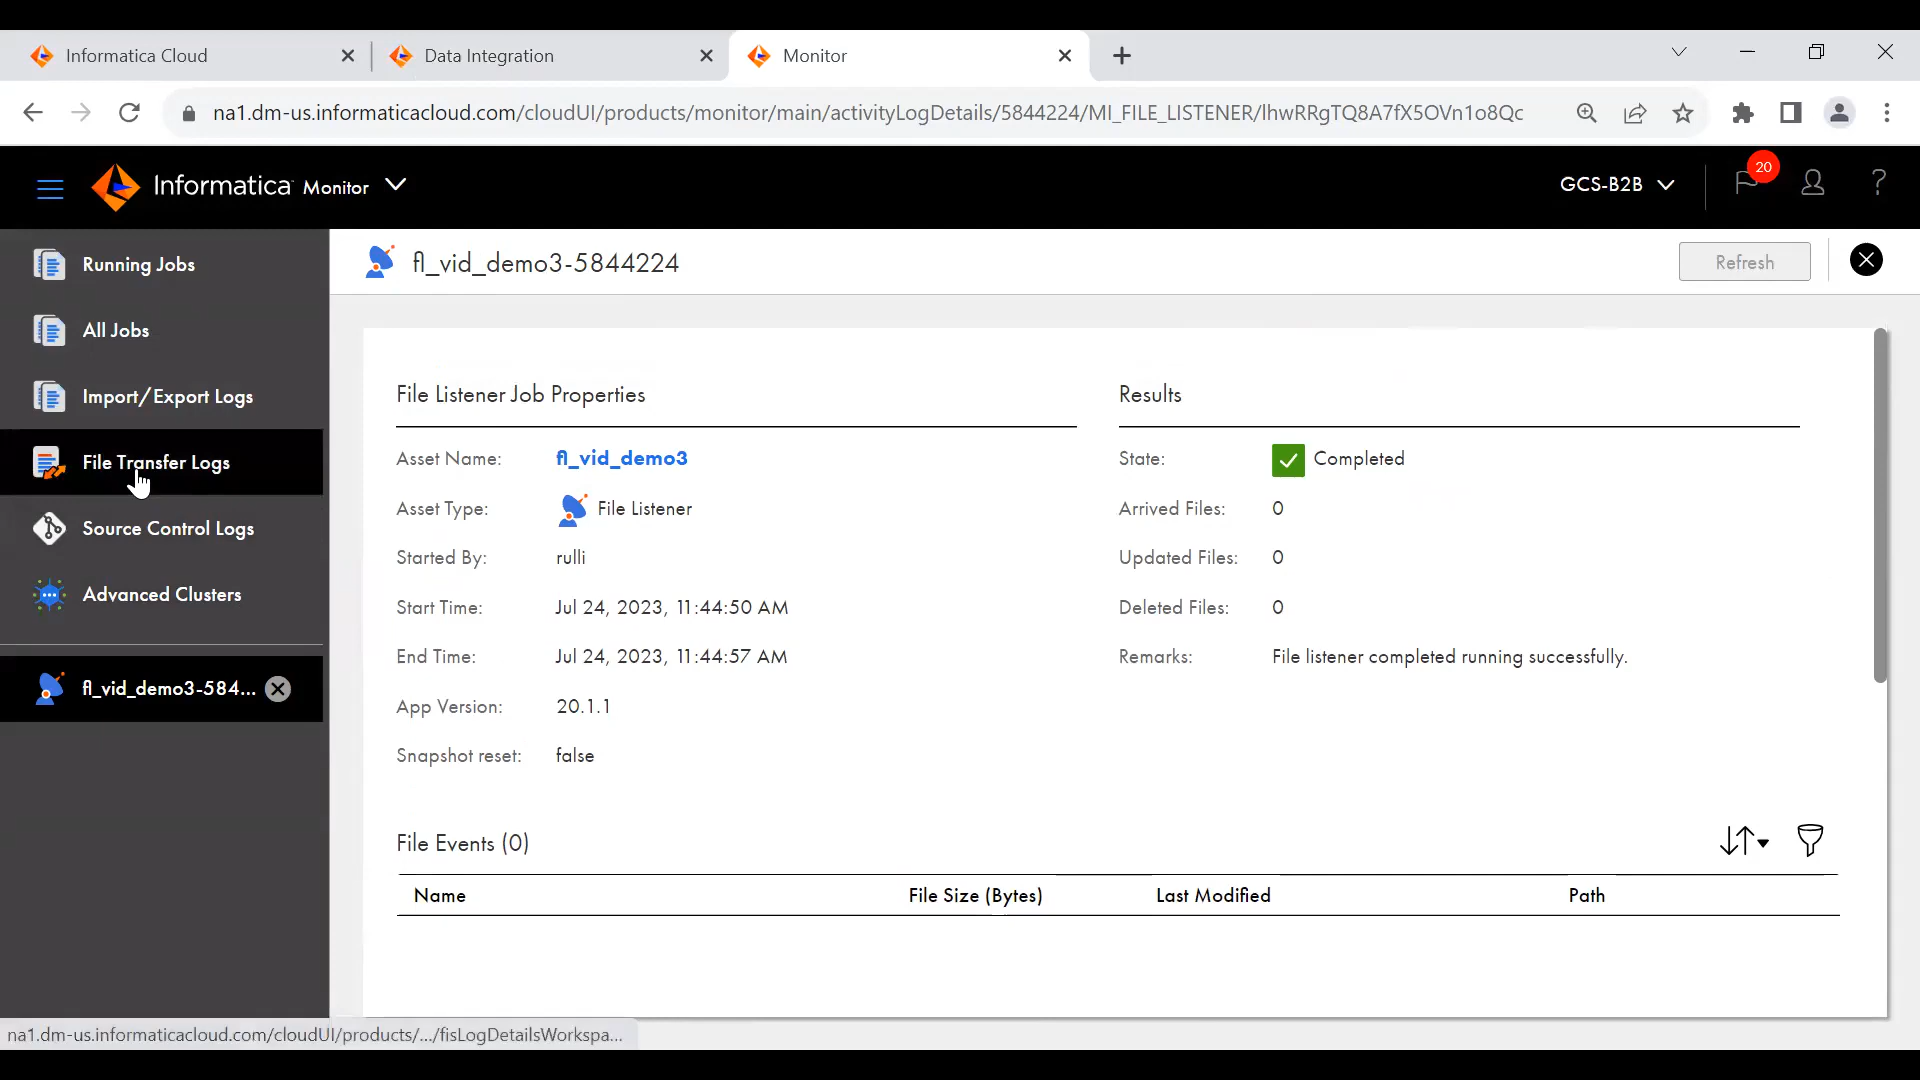 Informatica Cloud
Data Integration
Monitor
na1.dm-us.informaticacloud.com/cloudUI/products/monitor/main/activityLogDetails/5844224/MI_FILE_LISTENER/lhwRRgTQ8A7fX5OVn1o8Qc
Informatica Monitor
GCS-B2B
20
?
Running Jobs
All Jobs
Import/Export Logs
File Transfer Logs
Source Control Logs
Advanced Clusters
fl_vid_demo3-584...
fl_vid_demo3-5844224
Refresh
File Listener Job Properties
Asset Name: fl_vid_demo3
Asset Type: File Listener
Started By: rulli
Start Time: Jul 24, 2023, 11:44:50 AM
End Time: Jul 24, 2023, 11:44:57 AM
App Version: 20.1.1
Snapshot reset: false
Results
State: Completed
Arrived Files: 0
Updated Files: 0
Deleted Files: 0
Remarks: File listener completed running successfully.
File Events (0)
Name File Size (Bytes) Last Modified Path
na1.dm-us.informaticacloud.com/cloudUI/products/.../fisLogDetailsWorkspa...